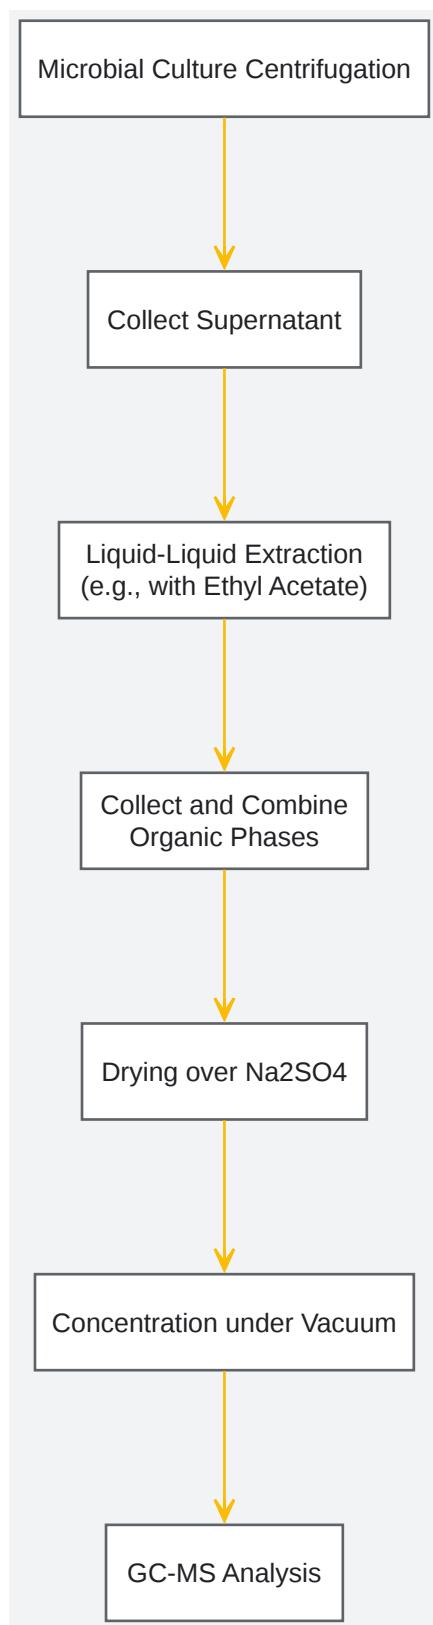 Microbial Culture Centrifugation
Collect Supernatant
Liquid-Liquid Extraction
(e.g., with Ethyl Acetate)
Collect and Combine
Organic Phases
Drying over Na2SO4
Concentration under Vacuum
GC-MS Analysis